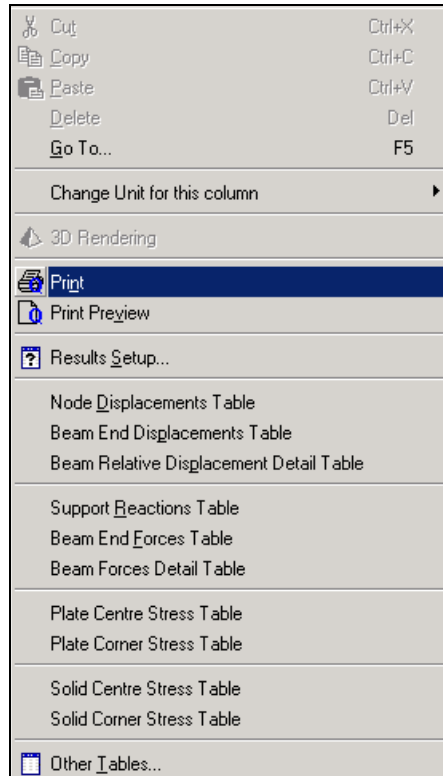 Cut Ctrl+X
Copy Ctrl+C
Paste Ctrl+V
Delete Del
Go To... F5
Change Unit for this column
3D Rendering
Print
Print Preview
Results Setup...
Node Displacements Table
Beam End Displacements Table
Beam Relative Displacement Detail Table
Support Reactions Table
Beam End Forces Table
Beam Forces Detail Table
Plate Centre Stress Table
Plate Corner Stress Table
Solid Centre Stress Table
Solid Corner Stress Table
Other Tables...